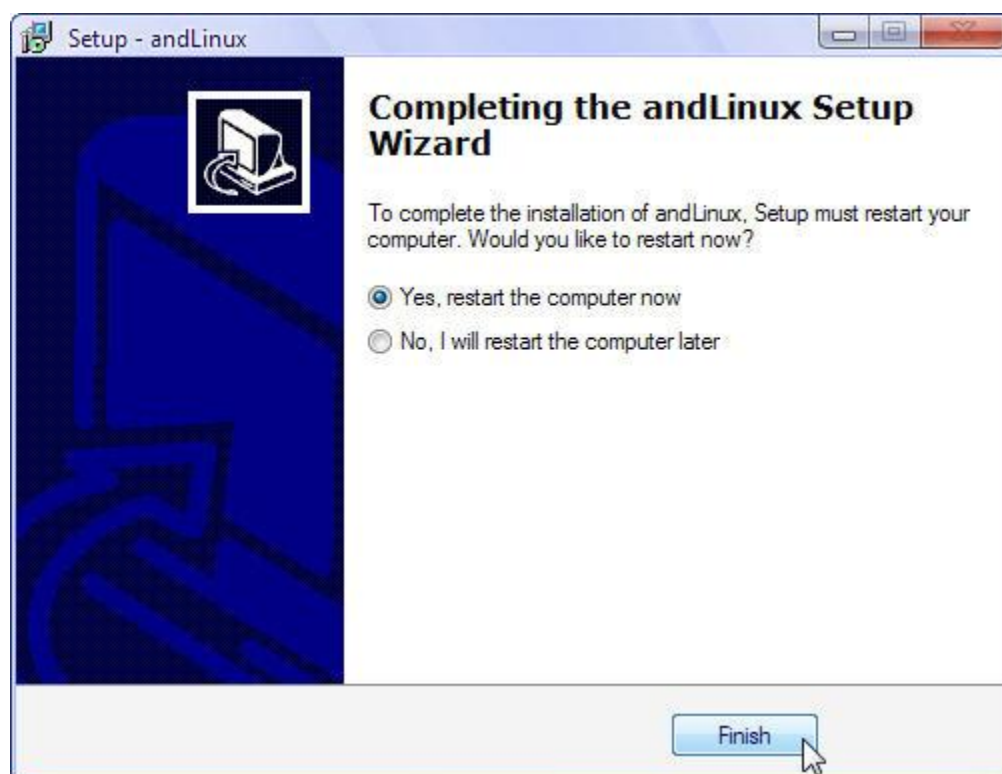 Setup - andLinux
Completing the andLinux Setup
Wizard
To complete the installation of andLinux, Setup must restart your
computer. Would you like to restart now?
Yes, restart the computer now
No, I will restart the computer later
Finish